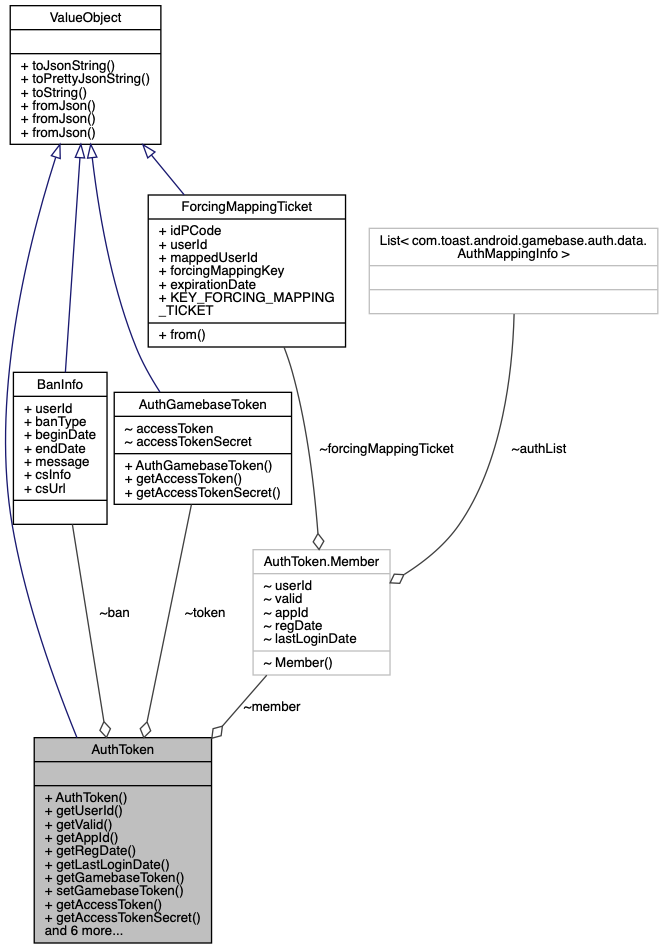 ValueObject
+ toJsonString()
+ toPrettyJsonString()
+ toString()
+ fromJson()
+ fromJson()
+ fromJson()
ForcingMappingTicket
+ idPCode
+ userId
+ mappedUserId
+ forcingMappingKey
+ expirationDate
+ KEY_FORCING_MAPPING
_TICKET
+ from()
List< com.toast.android.gamebase.auth.data.
AuthMappingInfo >
BanInfo
+ userId
+ banType
+ beginDate
+ endDate
+ message
+ csInfo
+ csUrl
AuthGamebaseToken
~ accessToken
~ accessTokenSecret
+ AuthGamebaseToken()
+ getAccessToken()
+ getAccessTokenSecret()
~forcingMappingTicket
~authList
AuthToken.Member
~ userId
~ valid
~ appId
~ regDate
~ lastLoginDate
~ Member()
~ban
~token
~member
AuthToken
+ AuthToken()
+ getUserId()
+ getValid()
+ getAppId()
+ getRegDate()
+ getLastLoginDate()
+ getGamebaseToken()
+ setGamebaseToken()
+ getAccessToken()
+ getAccessTokenSecret()
and 6 more...